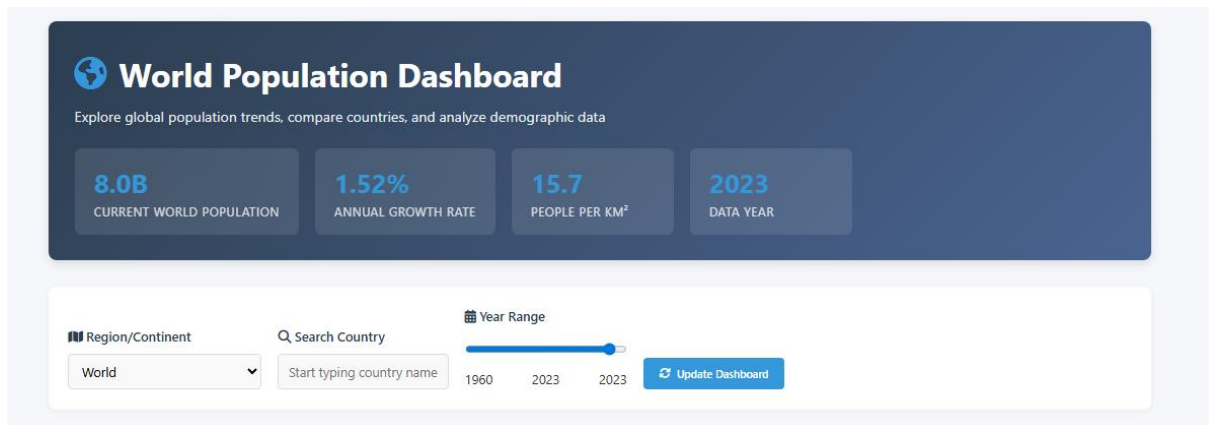 World Population Dashboard
Explore global population trends, compare countries, and analyze demographic data
8.0B
CURRENT WORLD POPULATION
1.52%
ANNUAL GROWTH RATE
15.7
PEOPLE PER KM²
2023
DATA YEAR
Region/Continent
World
Search Country
Start typing country name
Year Range
1960 2023 2023
Update Dashboard